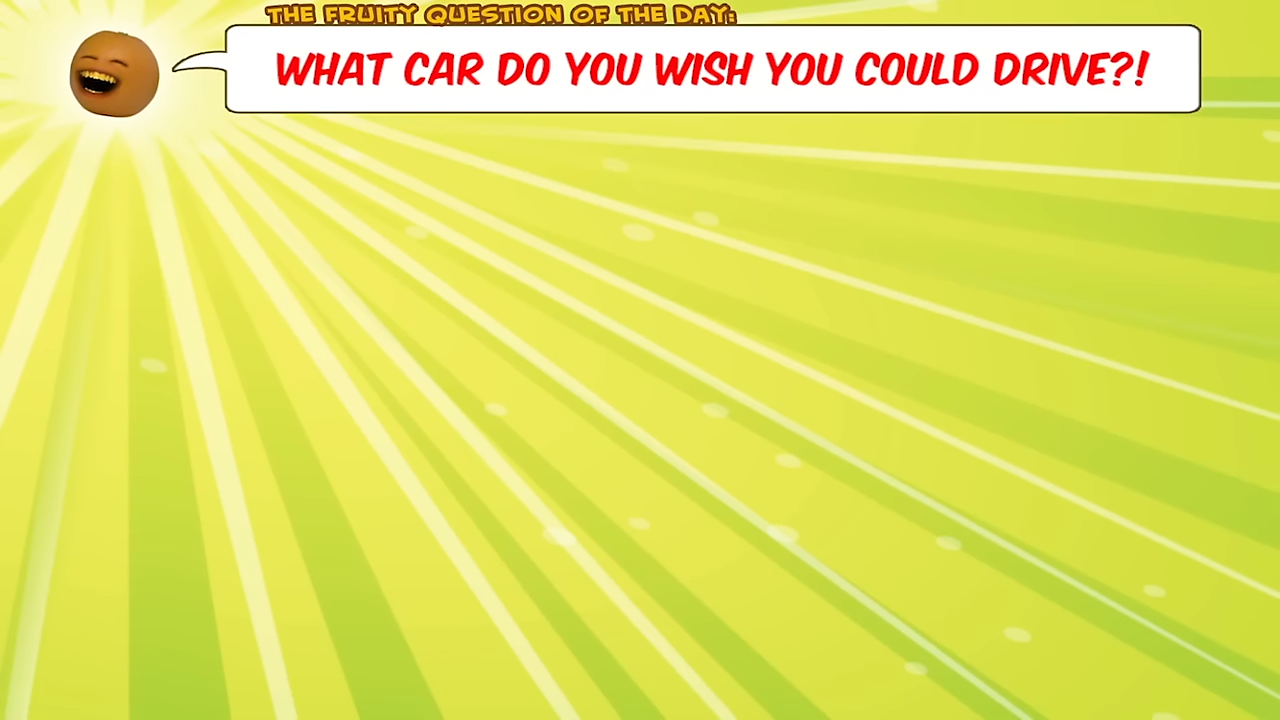 THE FRUITY QUESTION OF THE DAY:
WHAT CAR DO YOU WISH YOU COULD DRIVE?!